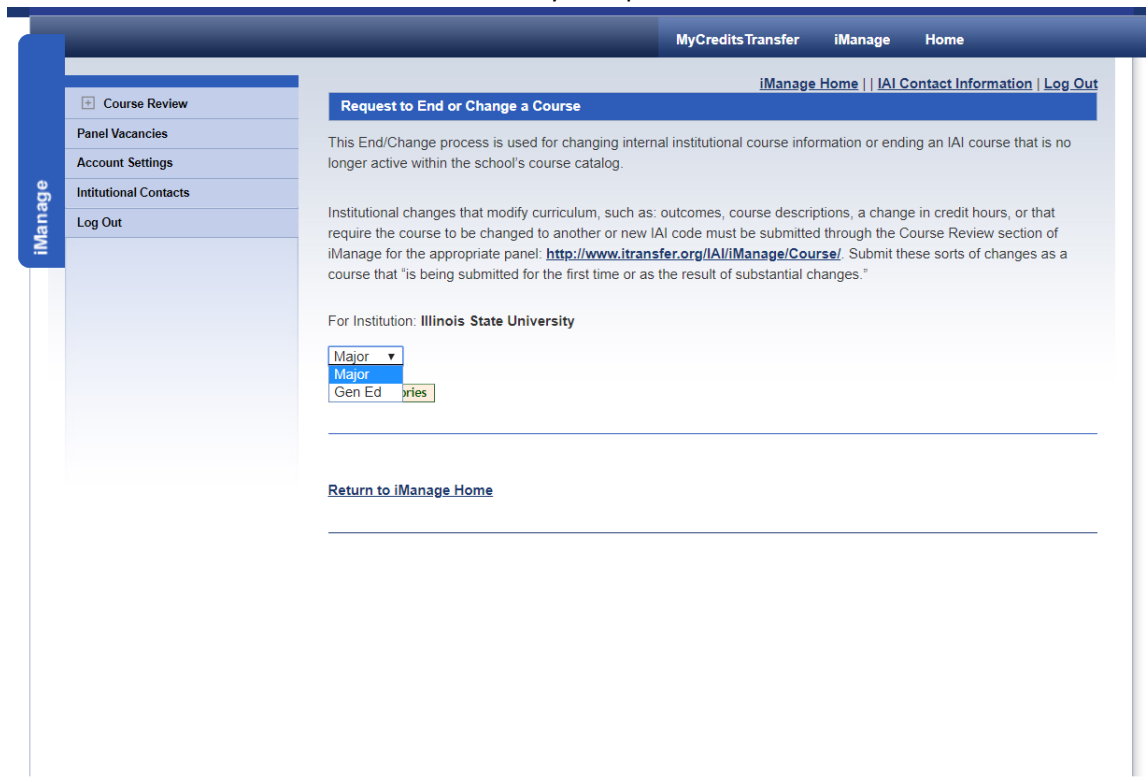 MyCreditsTransfer iManage Home
iManage Home | | IAI Contact Information | Log Out
iManage
Course Review
Panel Vacancies
Account Settings
Intitutional Contacts
Log Out
Request to End or Change a Course
This End/Change process is used for changing internal institutional course information or ending an IAI course that is no
longer active within the school's course catalog.
Institutional changes that modify curriculum, such as: outcomes, course descriptions, a change in credit hours, or that
require the course to be changed to another or new IAI code must be submitted through the Course Review section of
iManage for the appropriate panel: http://www.itransfer.org/IAI/iManage/Course/. Submit these sorts of changes as a
course that "is being submitted for the first time or as the result of substantial changes."
For Institution: Illinois State University
Major
Major
Gen Ed
Return to iManage Home